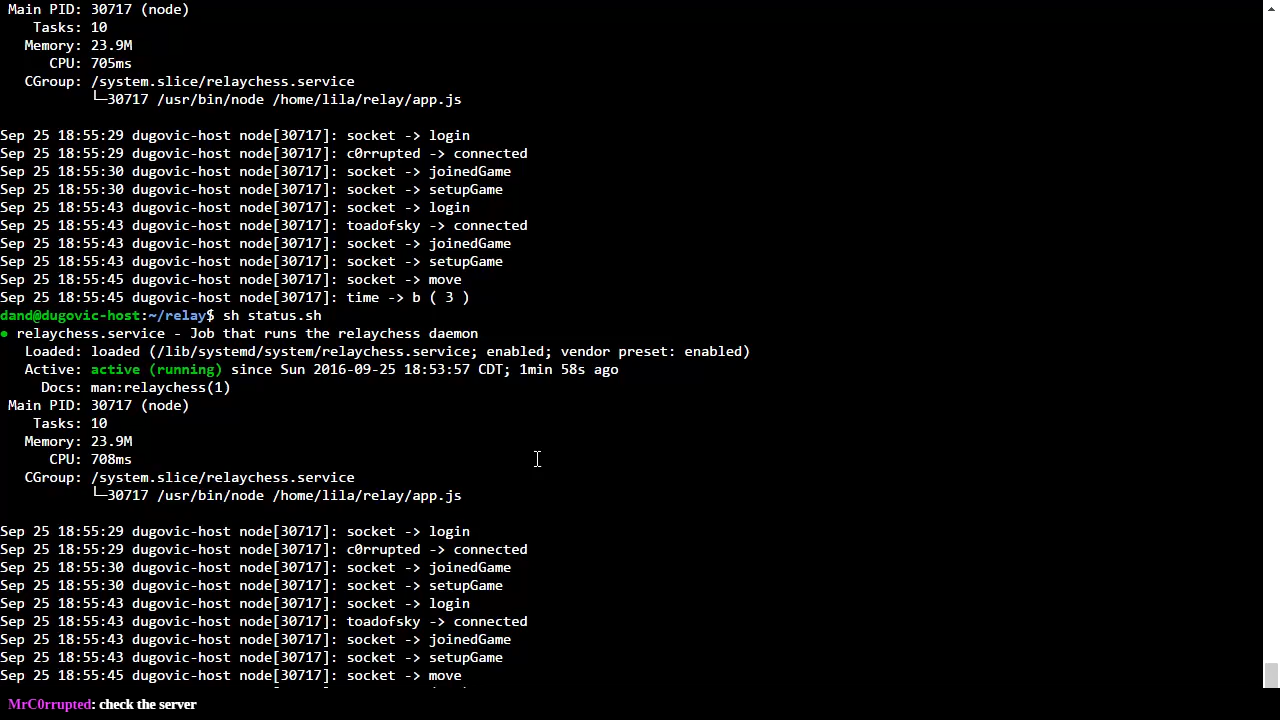 Main PID: 30717 (node)
Tasks: 10
Memory: 23.9M
CPU: 705ms
CGroup: /system.slice/relaychess.service
└─30717 /usr/bin/node /home/lila/relay/app.js
Sep 25 18:55:29 dugovic-host node[30717]: socket -> login
Sep 25 18:55:29 dugovic-host node[30717]: c0rrupted -> connected
Sep 25 18:55:30 dugovic-host node[30717]: socket -> joinedGame
Sep 25 18:55:30 dugovic-host node[30717]: socket -> setupGame
Sep 25 18:55:43 dugovic-host node[30717]: socket -> login
Sep 25 18:55:43 dugovic-host node[30717]: toadofsky -> connected
Sep 25 18:55:43 dugovic-host node[30717]: socket -> joinedGame
Sep 25 18:55:43 dugovic-host node[30717]: socket -> setupGame
Sep 25 18:55:45 dugovic-host node[30717]: socket -> move
Sep 25 18:55:45 dugovic-host node[30717]: time -> b ( 3 )
dand@dugovic-host:~/relay$ sh status.sh
● relaychess.service - Job that runs the relaychess daemon
Loaded: loaded (/lib/systemd/system/relaychess.service; enabled; vendor preset: enabled)
Active: active (running) since Sun 2016-09-25 18:53:57 CDT; 1min 58s ago
Docs: man:relaychess(1)
Main PID: 30717 (node)
Tasks: 10
Memory: 23.9M
CPU: 708ms
CGroup: /system.slice/relaychess.service
└─30717 /usr/bin/node /home/lila/relay/app.js
Sep 25 18:55:29 dugovic-host node[30717]: socket -> login
Sep 25 18:55:29 dugovic-host node[30717]: c0rrupted -> connected
Sep 25 18:55:30 dugovic-host node[30717]: socket -> joinedGame
Sep 25 18:55:30 dugovic-host node[30717]: socket -> setupGame
Sep 25 18:55:43 dugovic-host node[30717]: socket -> login
Sep 25 18:55:43 dugovic-host node[30717]: toadofsky -> connected
Sep 25 18:55:43 dugovic-host node[30717]: socket -> joinedGame
Sep 25 18:55:43 dugovic-host node[30717]: socket -> setupGame
Sep 25 18:55:45 dugovic-host node[30717]: socket -> move
MrC0rrupted: check the server